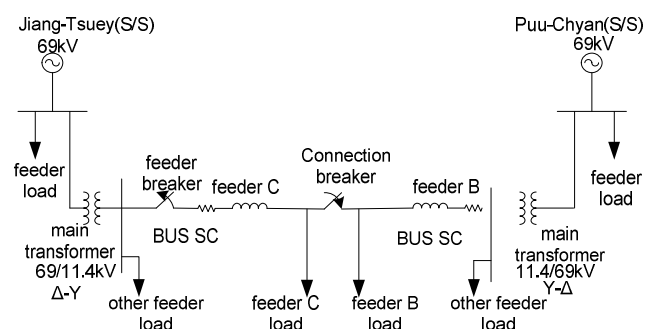 Jiang-Tsuey(S/S)
69kV
Puu-Chyan(S/S)
69kV
feeder
load
feeder
breaker
feeder C
Connection
breaker
feeder B
feeder
load
main
transformer
69/11.4kV
Δ-Y
BUS SC
BUS SC
main
transformer
11.4/69kV
Y-Δ
other feeder
load
feeder C
load
feeder B
load
other feeder
load